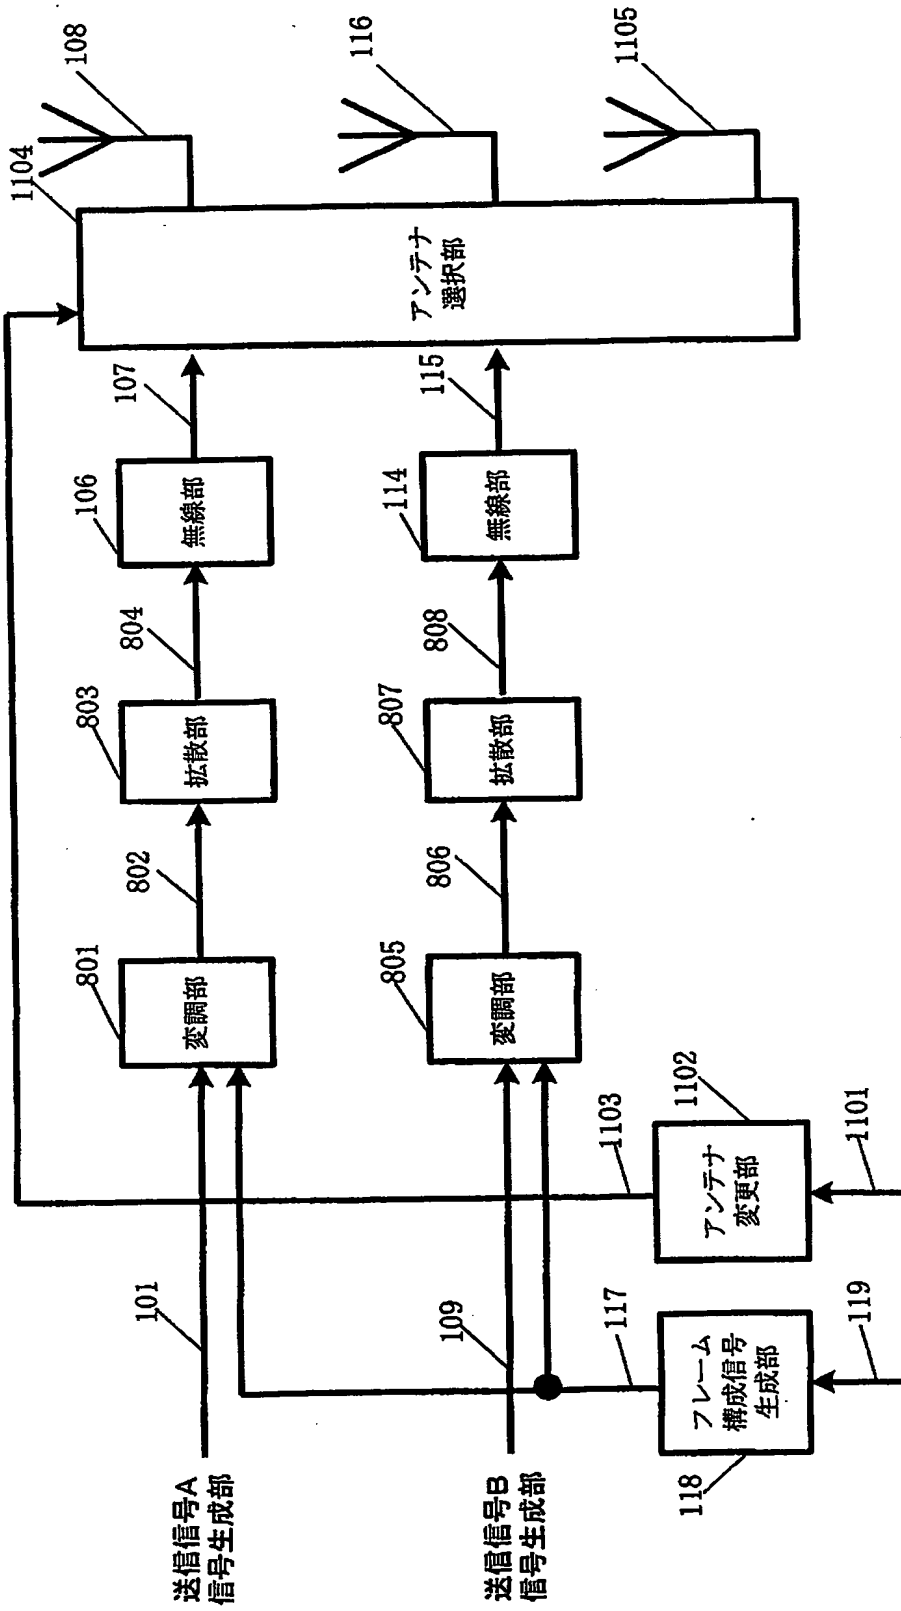 送信信号A
信号生成部
101
801
変調部
802
803
拡散部
804
106
無線部
107
1104
アンテナ
選択部
108
116
1105
送信信号B
信号生成部
109
805
変調部
806
807
拡散部
808
114
無線部
115
117
フレーム
構成信号
生成部
118
119
1103
アンテナ
変更部
1102
1101